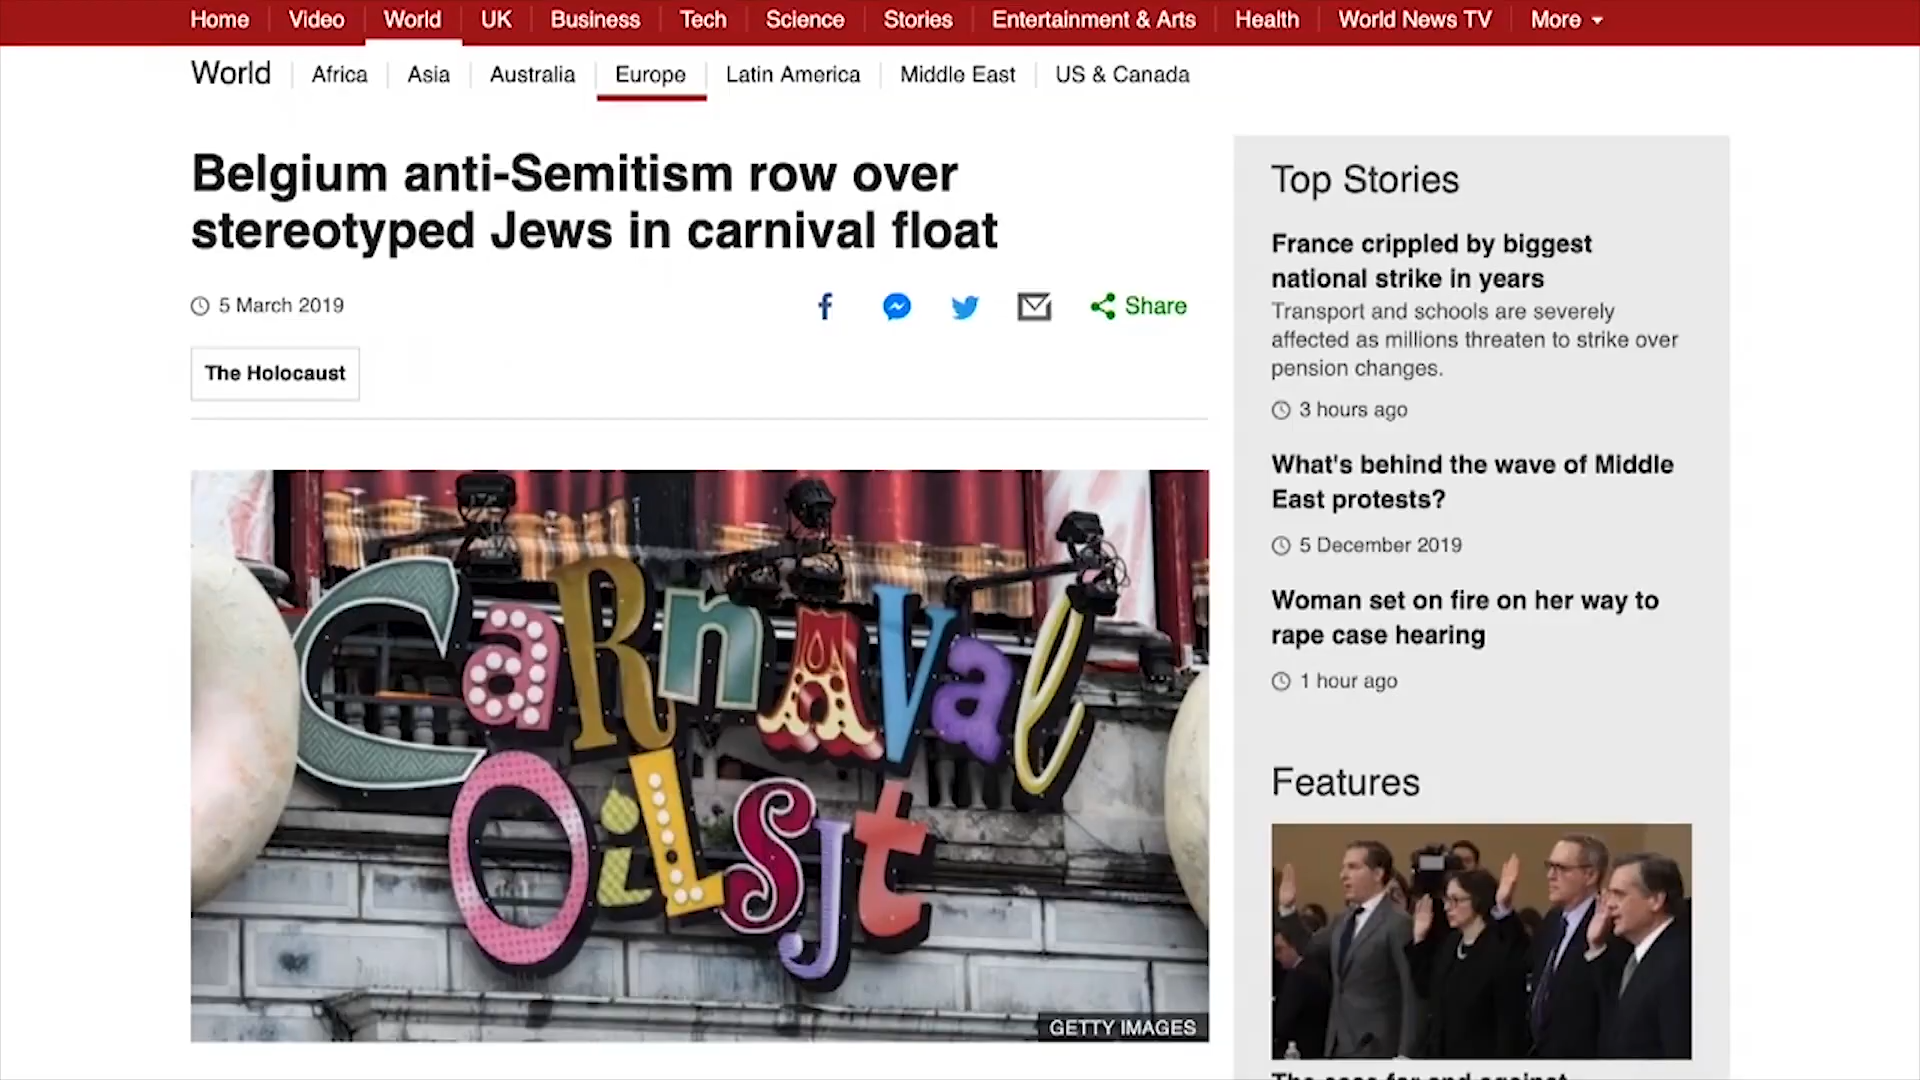 Home Video World UK Business Tech Science Stories Entertainment & Arts Health World News TV More
World Africa Asia Australia Europe Latin America Middle East US & Canada
Belgium anti-Semitism row over
stereotyped Jews in carnival float
5 March 2019
Share
The Holocaust
CaRnAVal
OiLSjt
GETTY IMAGES
Top Stories
France crippled by biggest
national strike in years
Transport and schools are severely
affected as millions threaten to strike over
pension changes.
3 hours ago
What's behind the wave of Middle
East protests?
5 December 2019
Woman set on fire on her way to
rape case hearing
1 hour ago
Features
The case for and against